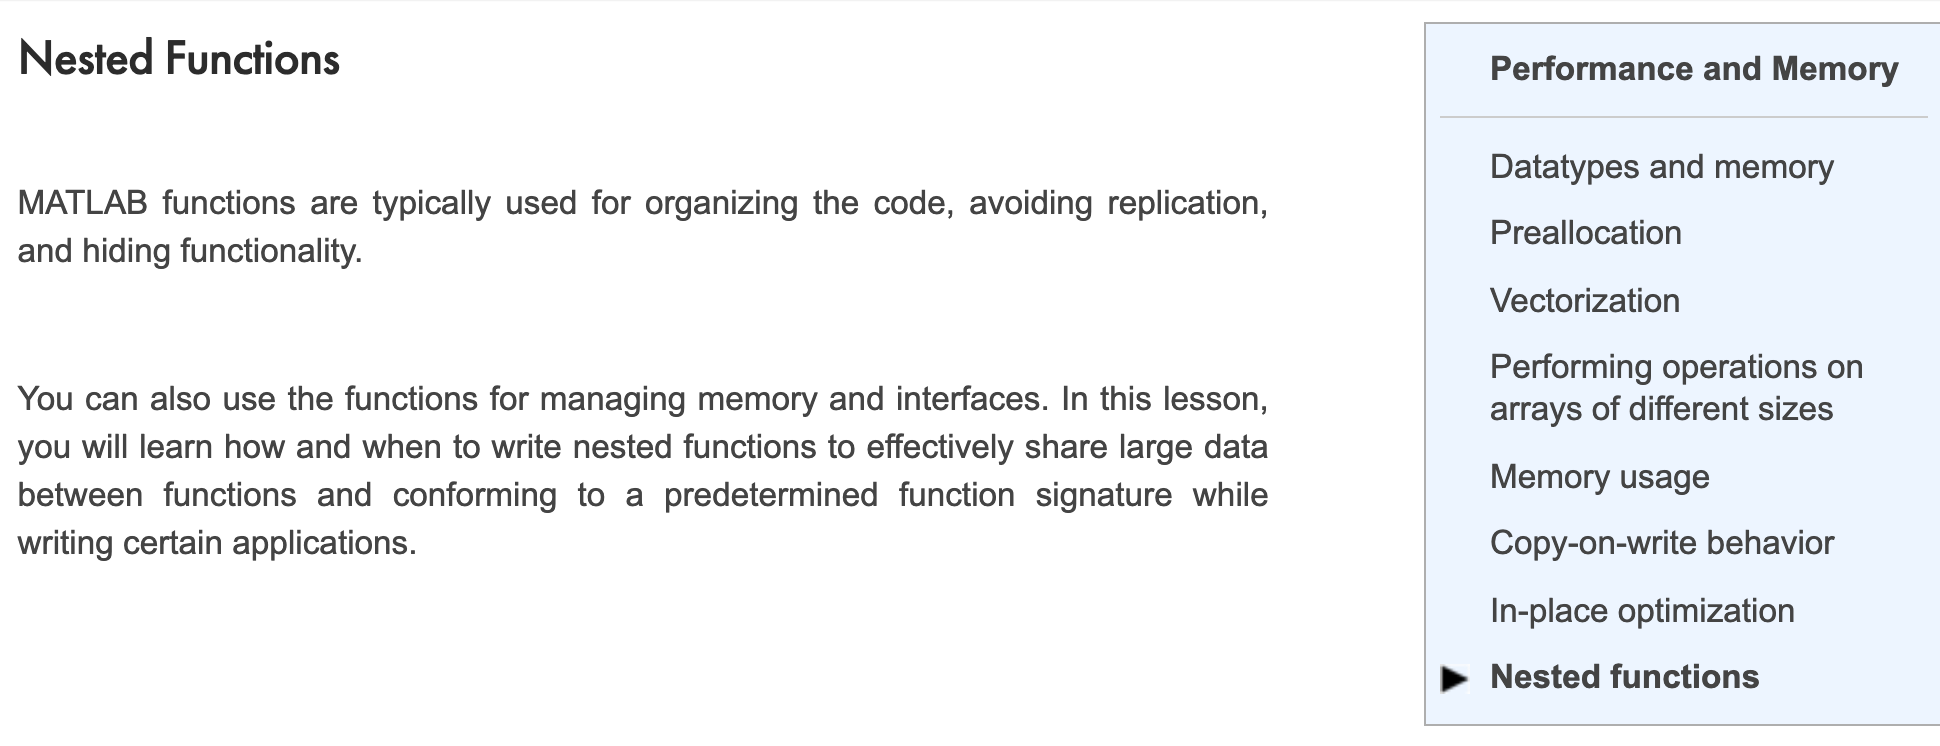 Nested Functions
MATLAB functions are typically used for organizing the code, avoiding replication,
and hiding functionality.
You can also use the functions for managing memory and interfaces. In this lesson,
you will learn how and when to write nested functions to effectively share large data
between functions and conforming to a predetermined function signature while
writing certain applications.
Performance and Memory
Datatypes and memory
Preallocation
Vectorization
Performing operations on
arrays of different sizes
Memory usage
Copy-on-write behavior
In-place optimization
Nested functions